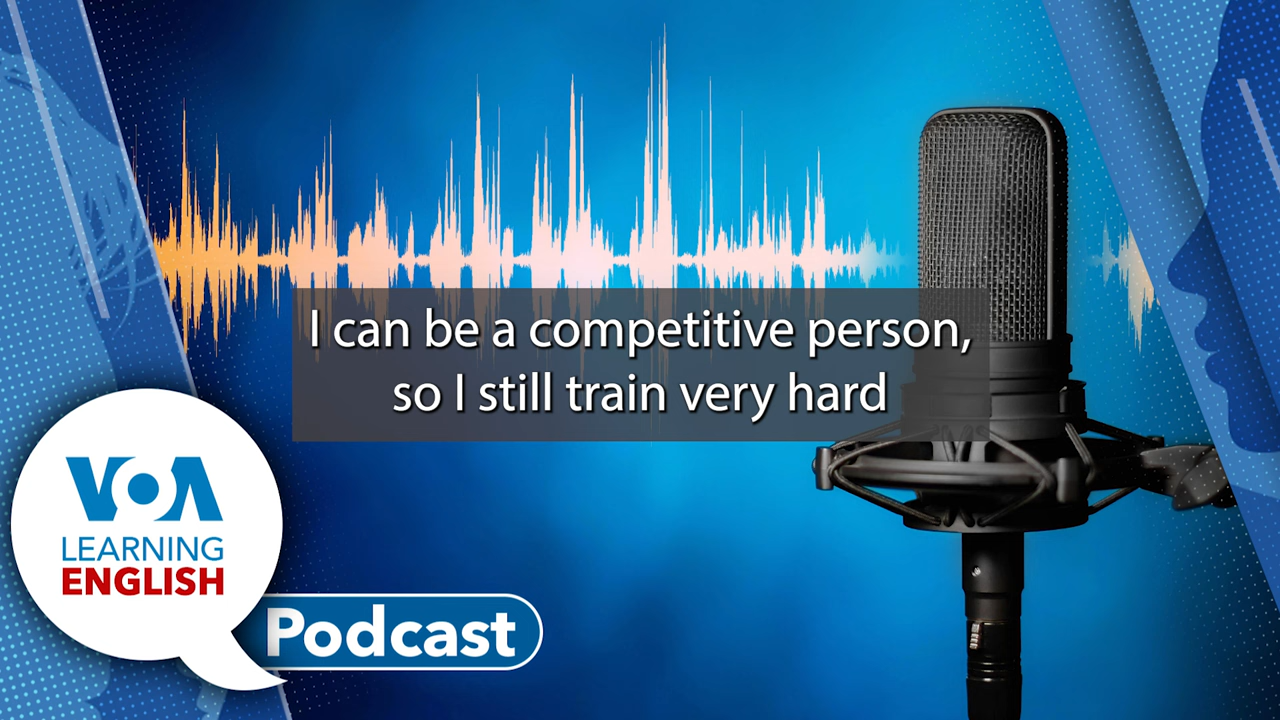 I can be a competitive person,
so I still train very hard
VOA
LEARNING
ENGLISH
Podcast